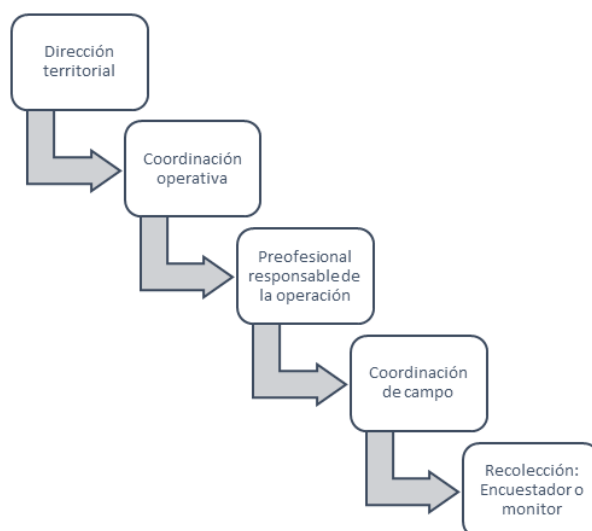 Dirección
territorial
Coordinación
operativa
Preofesional
responsable de
la operación
Coordinación
de campo
Recolección:
Encuestador o
monitor